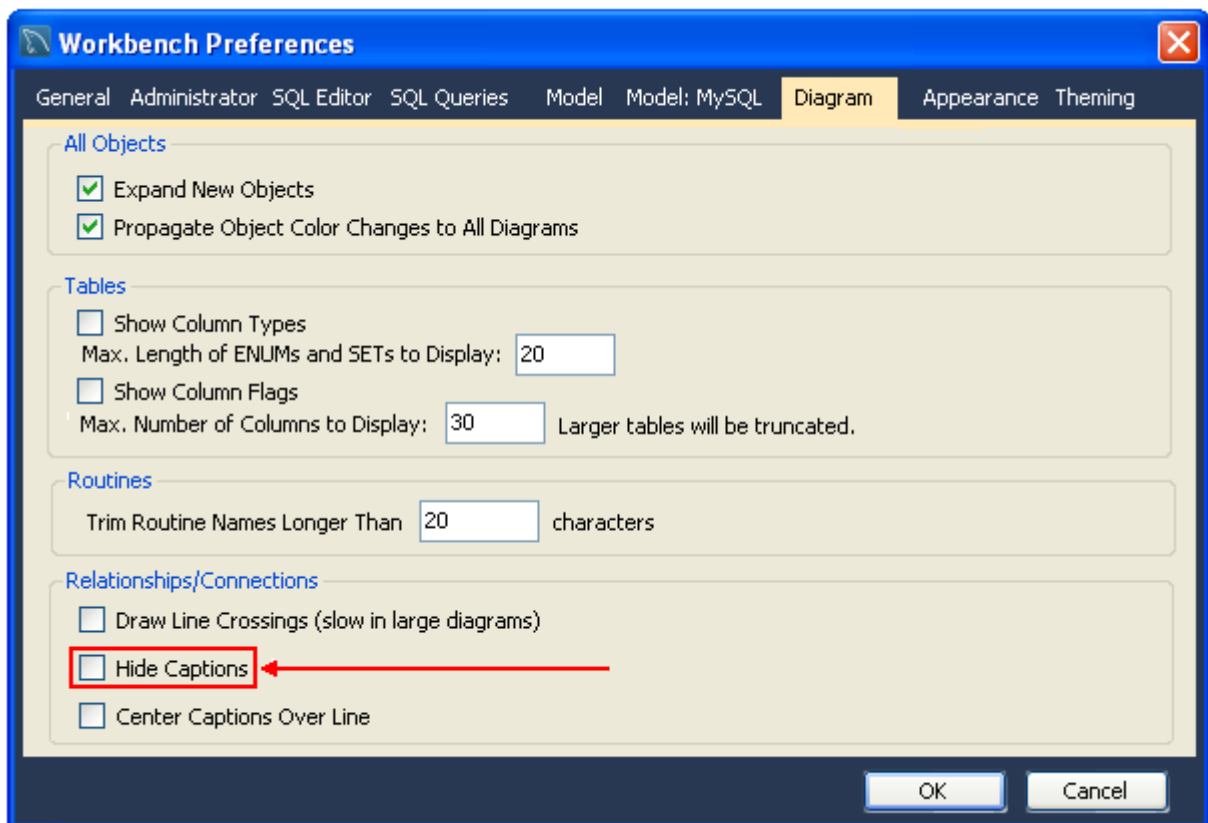 Workbench Preferences
General Administrator SQL Editor SQL Queries Model Model: MySQL Diagram Appearance Theming
All Objects
Expand New Objects
Propagate Object Color Changes to All Diagrams
Tables
Show Column Types
Max. Length of ENUMs and SETs to Display: 20
Show Column Flags
Max. Number of Columns to Display: 30 Larger tables will be truncated.
Routines
Trim Routine Names Longer Than 20 characters
Relationships/Connections
Draw Line Crossings (slow in large diagrams)
Hide Captions
Center Captions Over Line
OK Cancel